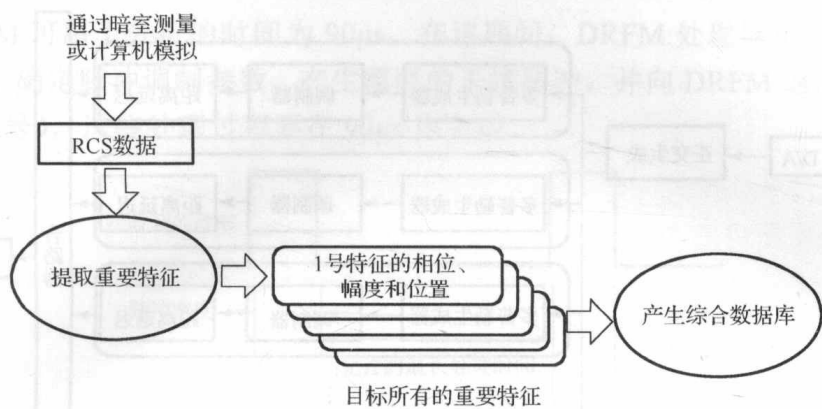 通过暗室测量
或计算机模拟
RCS数据
提取重要特征
1号特征的相位、
幅度和位置
产生综合数据库
目标所有的重要特征